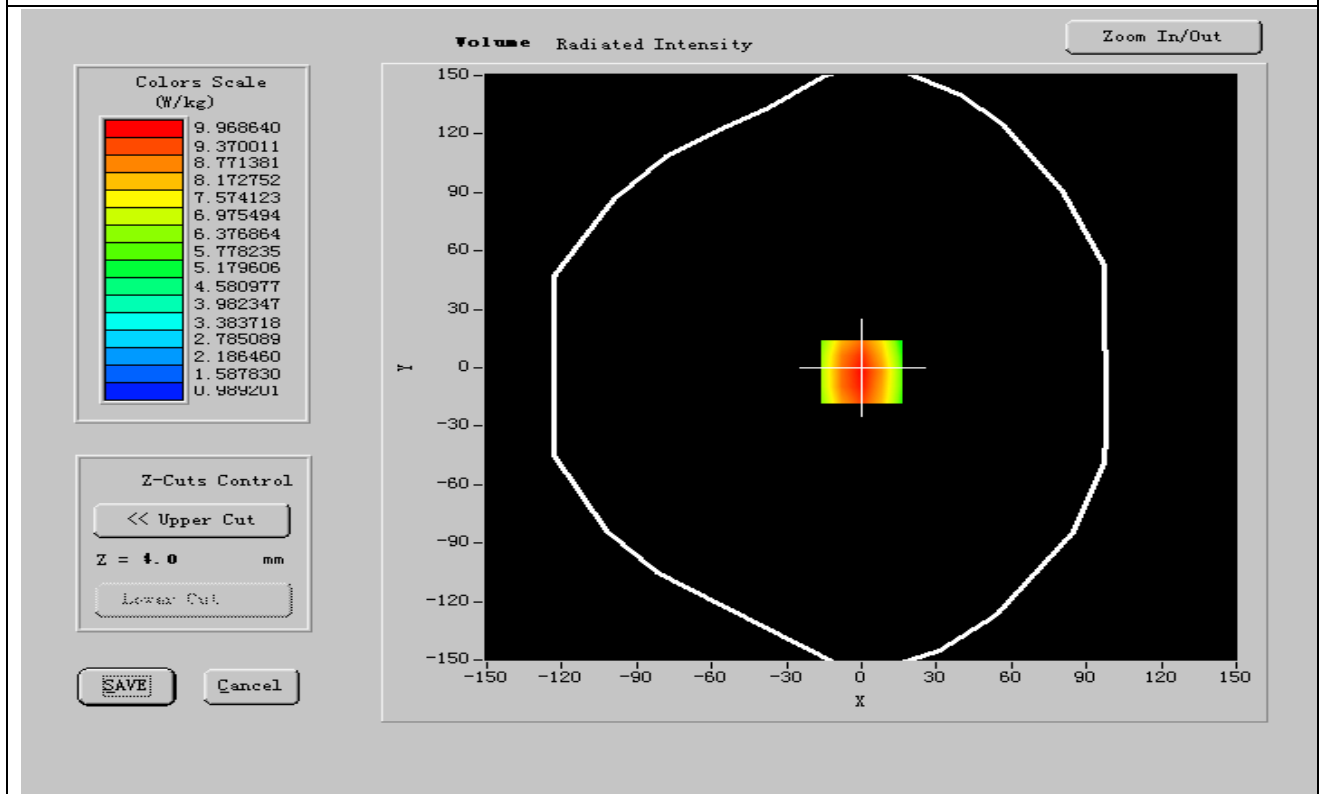 Volume Radiated Intensity
Zoom In/Out
Colors Scale
(W/kg)
9.968640
9.370011
8.771381
8.172752
7.574123
6.975494
6.376864
5.778235
5.179606
4.580977
3.982347
3.383718
2.785089
2.186460
1.587830
0.989201
Z-Cuts Control
<< Upper Cut
Z = 4.0 mm
Lower Cut
SAVE
Cancel
150
120
90
60
30
0
-30
-60
-90
-120
-150
Y
-150 -120 -90 -60 -30 0 30 60 90 120 150
X